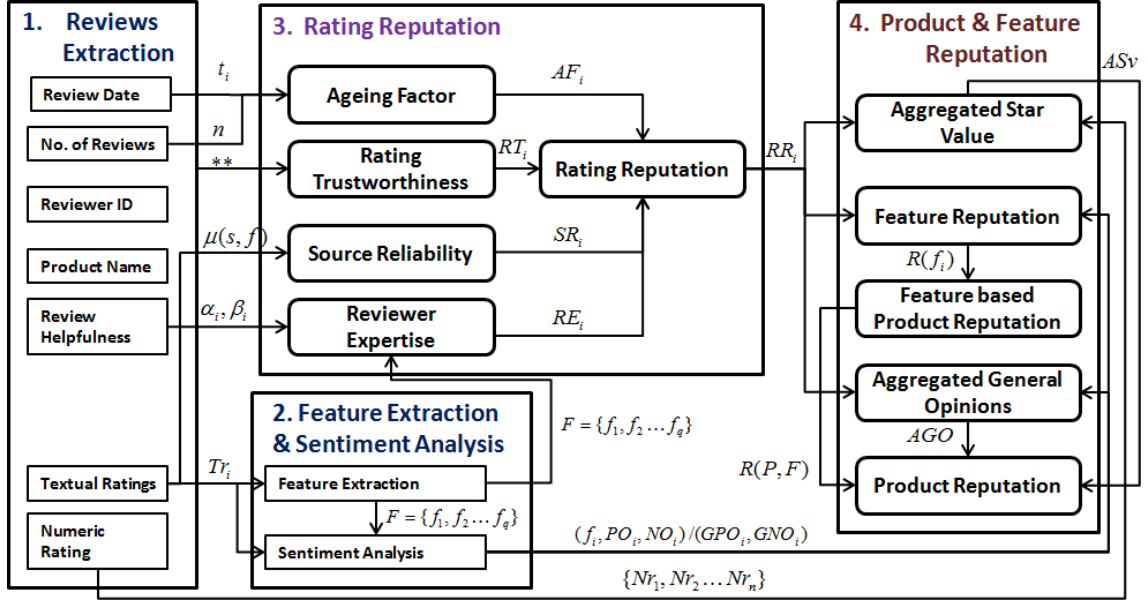 1. Reviews
Extraction
Review Date
No. of Reviews
Reviewer ID
Product Name
Review
Helpfulness
Textual Ratings
Numeric
Rating
t_i
n
**
μ(s, f)
α_i, β_i
Tr_i
2. Feature Extraction
& Sentiment Analysis
Feature Extraction
F = {f_1, f_2 … f_q}
Sentiment Analysis
F = {f_1, f_2 … f_q}
(f_i, PO_i, NO_i)/(GPO_i, GNO_i)
{Nr_1, Nr_2 … Nr_n}
3. Rating Reputation
Ageing Factor
AF_i
Rating
Trustworthiness
RT_i
Rating Reputation
Source Reliability
SR_i
Reviewer
Expertise
RE_i
RR_i
4. Product & Feature
Reputation
ASv
Aggregated Star
Value
Feature Reputation
R(f_i)
Feature based
Product Reputation
Aggregated General
Opinions
AGO
R(P, F)
Product Reputation